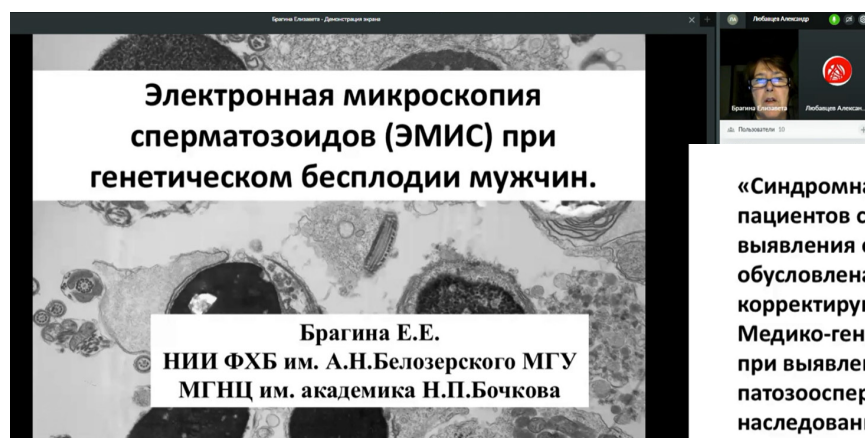 Брагина Елизавета - Демонстрация экрана
Любавцев Александр
Электронная микроскопия
сперматозоидов (ЭМИС) при
генетическом бесплодии мужчин.
Брагина Е.Е.
НИИ ФХБ им. А.Н.Белозерского МГУ
МГНЦ им. академика Н.П.Бочкова
Брагина Елизавета
Любавцев Алексан...
Пользователи 10
«Синдромна
пациентов с
выявления
обусловлена
корректиру
Медико-ген
при выявле
патозооспер
наследован